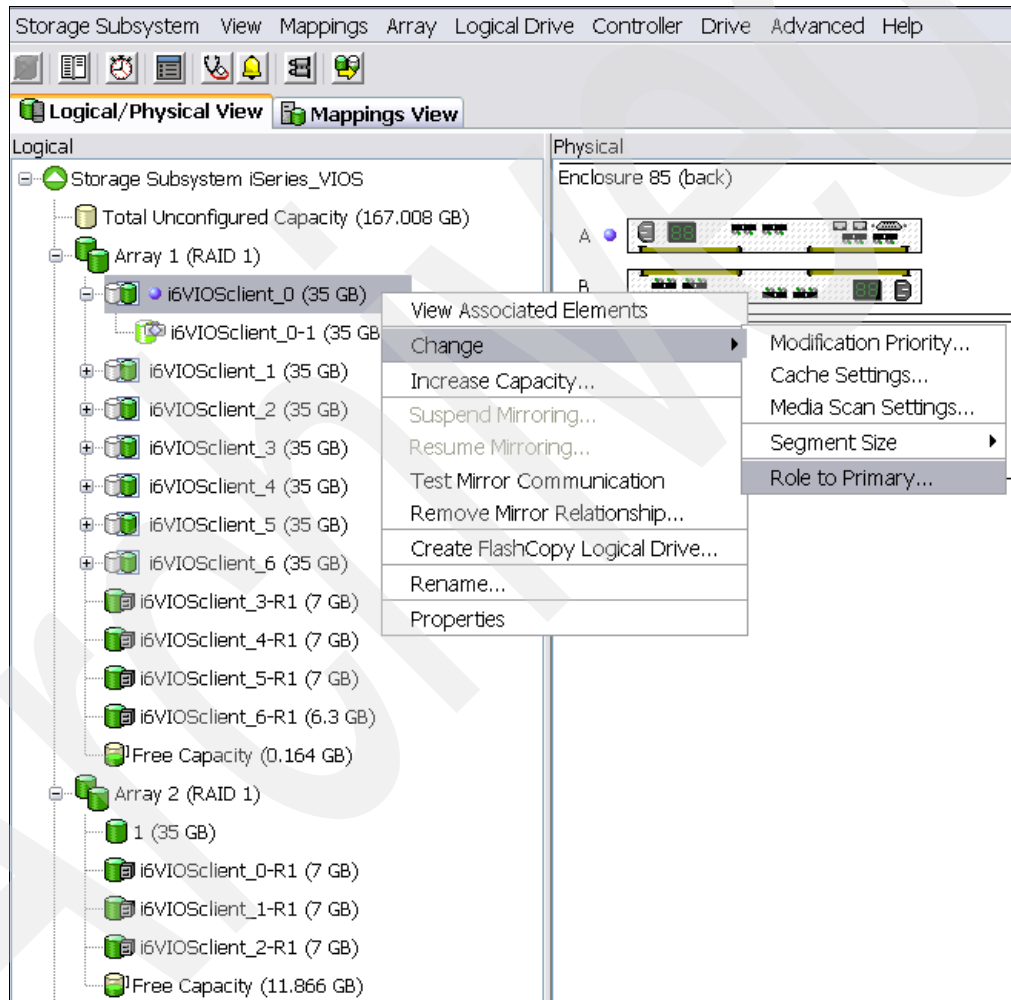 Storage Subsystem View Mappings Array Logical Drive Controller Drive Advanced Help
Logical/Physical View Mappings View
Logical
Storage Subsystem iSeries_VIOS
Total Unconfigured Capacity (167.008 GB)
Array 1 (RAID 1)
i6VIOSclient_0 (35 GB)
i6VIOSclient_0-1 (35 GB
i6VIOSclient_1 (35 GB)
i6VIOSclient_2 (35 GB)
i6VIOSclient_3 (35 GB)
i6VIOSclient_4 (35 GB)
i6VIOSclient_5 (35 GB)
i6VIOSclient_6 (35 GB)
i6VIOSclient_3-R1 (7 GB)
i6VIOSclient_4-R1 (7 GB)
i6VIOSclient_5-R1 (7 GB)
i6VIOSclient_6-R1 (6.3 GB)
Free Capacity (0.164 GB)
Array 2 (RAID 1)
1 (35 GB)
i6VIOSclient_0-R1 (7 GB)
i6VIOSclient_1-R1 (7 GB)
i6VIOSclient_2-R1 (7 GB)
Free Capacity (11.866 GB)
Physical
Enclosure 85 (back)
A
88
B
88
View Associated Elements
Change
Increase Capacity...
Suspend Mirroring...
Resume Mirroring...
Test Mirror Communication
Remove Mirror Relationship...
Create FlashCopy Logical Drive...
Rename...
Properties
Modification Priority...
Cache Settings...
Media Scan Settings...
Segment Size
Role to Primary...